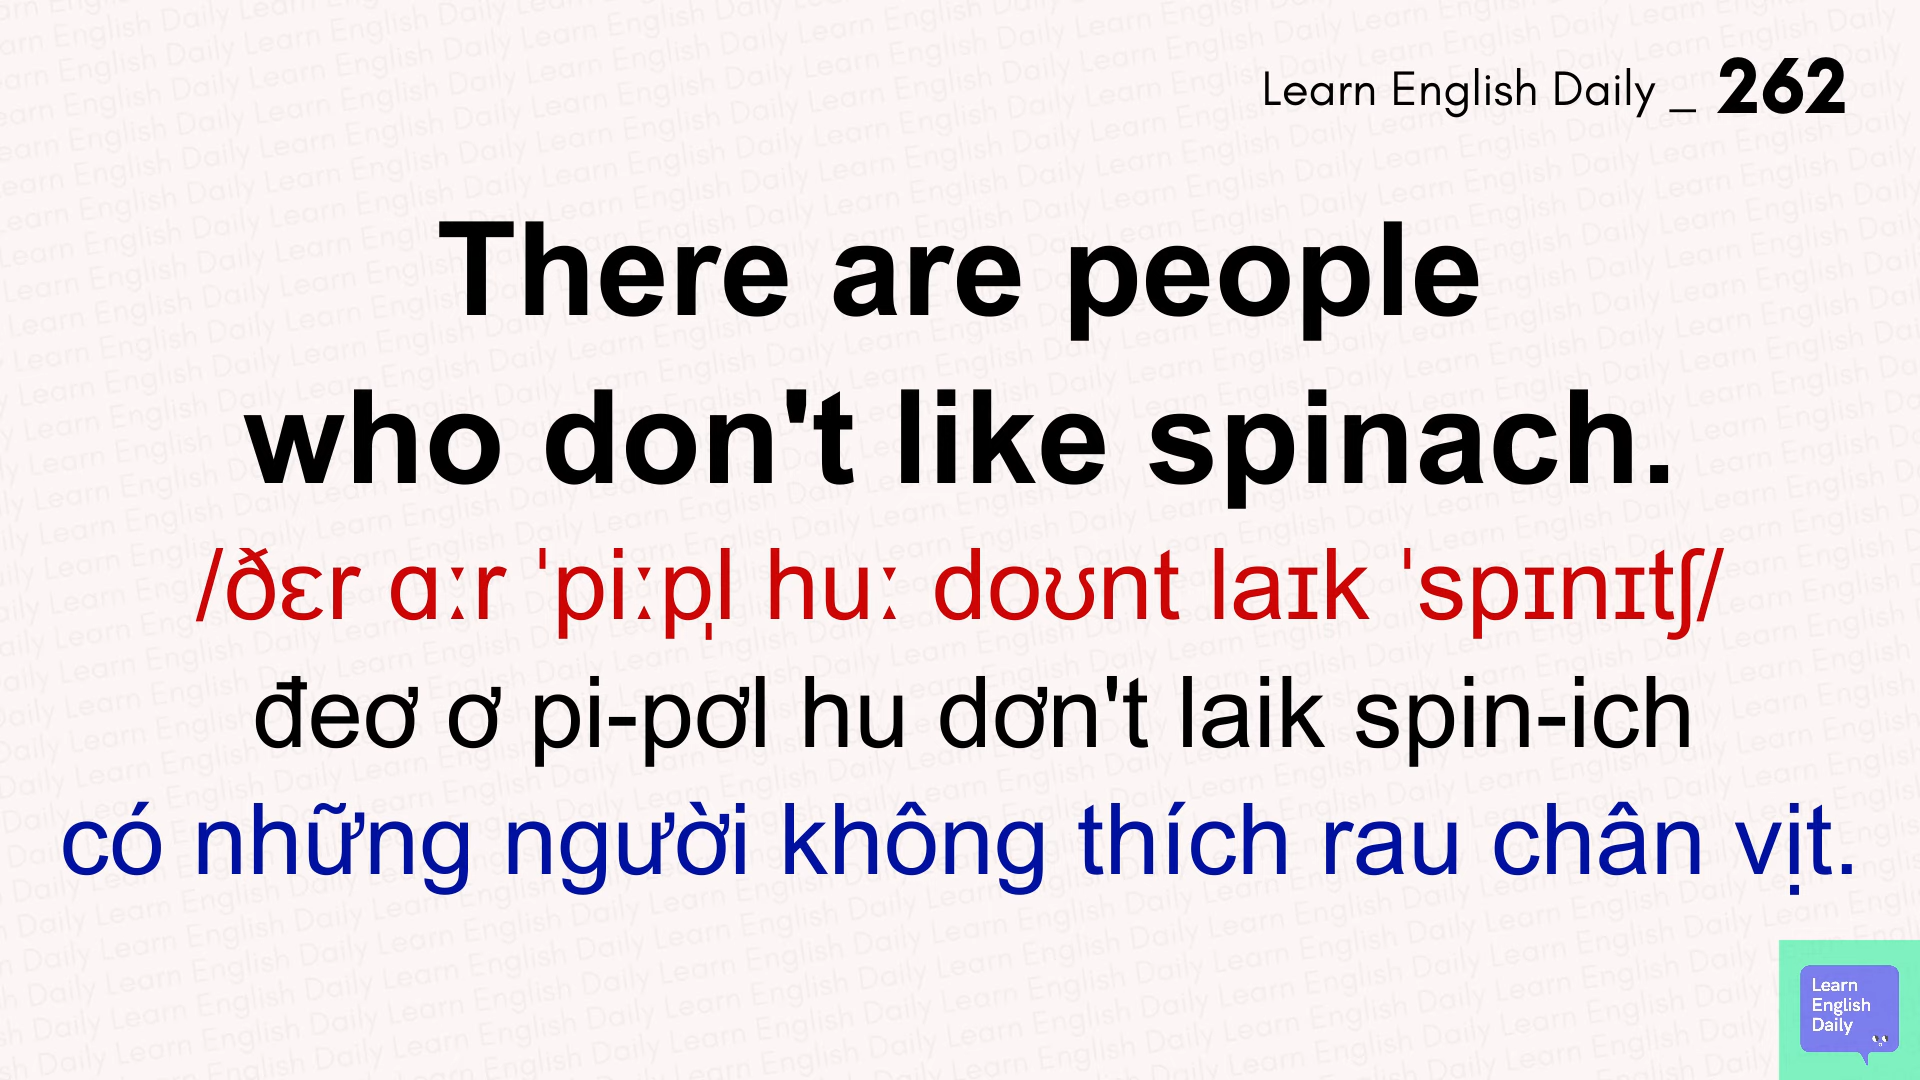 Learn English Daily _ 262
There are people
who don't like spinach.
/ðɛr ɑːr ˈpiːpl̩ huː doʊnt laɪk ˈspɪnɪtʃ/
đeơ ơ pi-pơl hu dơn't laik spin-ich
có những người không thích rau chân vịt.
Learn
English
Daily